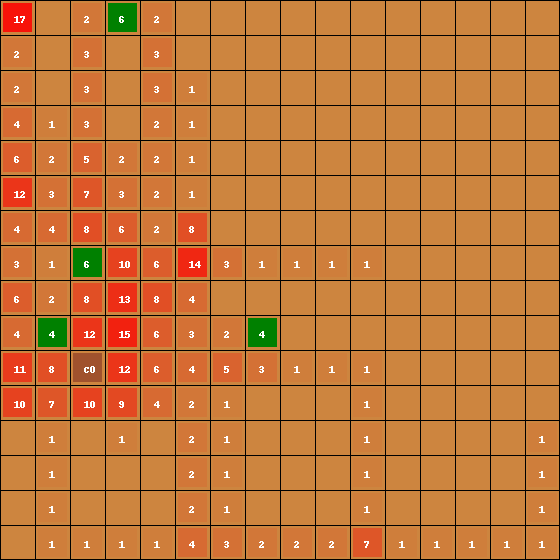 17 2 6 2
2 3 3
2 3 3 1
4 1 3 2 1
6 2 5 2 2 1
12 3 7 3 2 1
4 4 8 6 2 8
3 1 6 10 6 14 3 1 1 1 1
6 2 8 13 8 4
4 4 12 15 6 3 2 4
11 8 c0 12 6 4 5 3 1 1 1
10 7 10 9 4 2 1 1
1 1 2 1 1 1
1 2 1 1 1
1 2 1 1 1
1 1 1 1 4 3 2 2 2 7 1 1 1 1 1